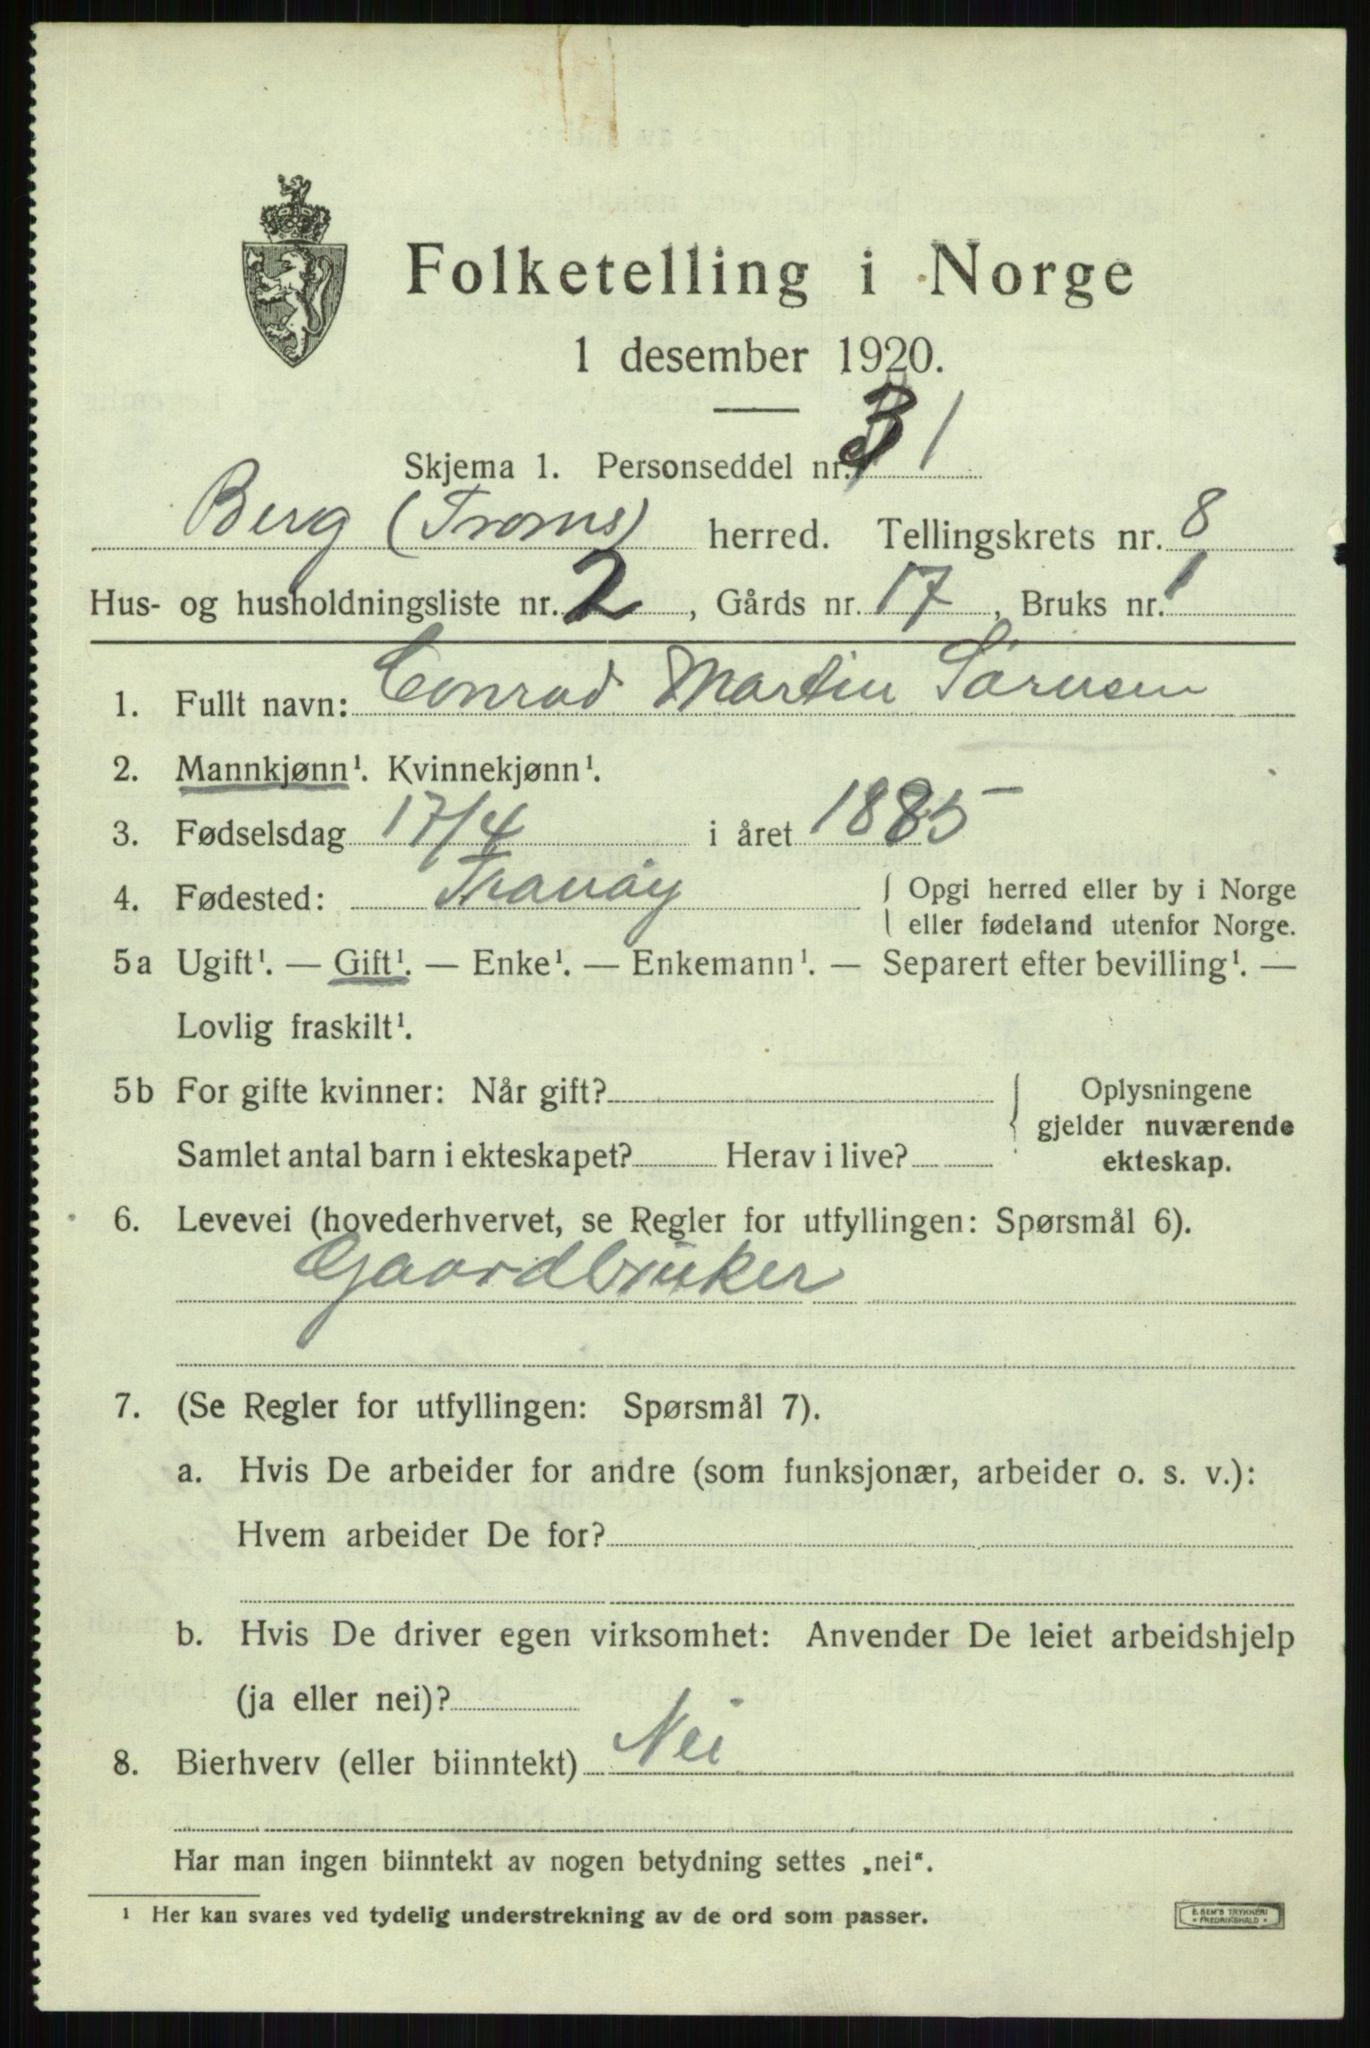 Folketelling i Norge
1 desember 1920.
Skjema 1. Personseddel nr. 1
Berg (Troms) herred. Tellingskrets nr. 8
Hus- og husholdningsliste nr. 2, Gårds nr. 17, Bruks nr. 1
1. Fullt navn: Conrad Martin Sörensen
2. Mannkjønn¹. Kvinnekjønn¹.
3. Fødselsdag 17/4 i året 1885
4. Fødested: Tranöy { Opgi herred eller by i Norge
eller fødeland utenfor Norge.
5a Ugift¹. — Gift¹. — Enke¹. — Enkemann¹. — Separert efter bevilling¹. —
Lovlig fraskilt¹.
5b For gifte kvinner: Når gift? { Oplysningene
gjelder nuværende
Samlet antal barn i ekteskapet? Herav i live? ekteskap.
6. Levevei (hovederhvervet, se Regler for utfyllingen: Spørsmål 6).
Gaardbruker
7. (Se Regler for utfyllingen: Spørsmål 7).
a. Hvis De arbeider for andre (som funksjonær, arbeider o. s. v.):
Hvem arbeider De for?
b. Hvis De driver egen virksomhet: Anvender De leiet arbeidshjelp
(ja eller nei)?
8. Bierhverv (eller biinntekt) Nei
Har man ingen biinntekt av nogen betydning settes „nei“.
¹ Her kan svares ved tydelig understrekning av de ord som passer.
E. SEM'S TRYKKERI
FREDRIKSHALD